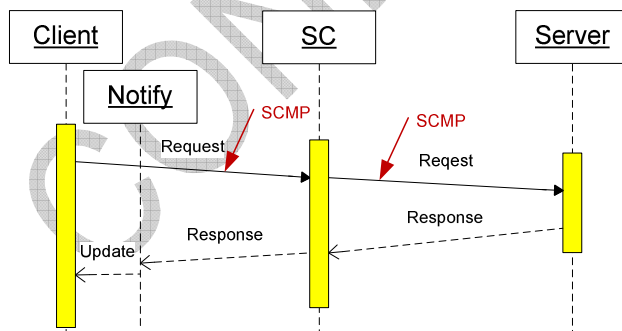 Client
SC
Server
Notify
SCMP
SCMP
Request
Reqest
Response
Response
Update